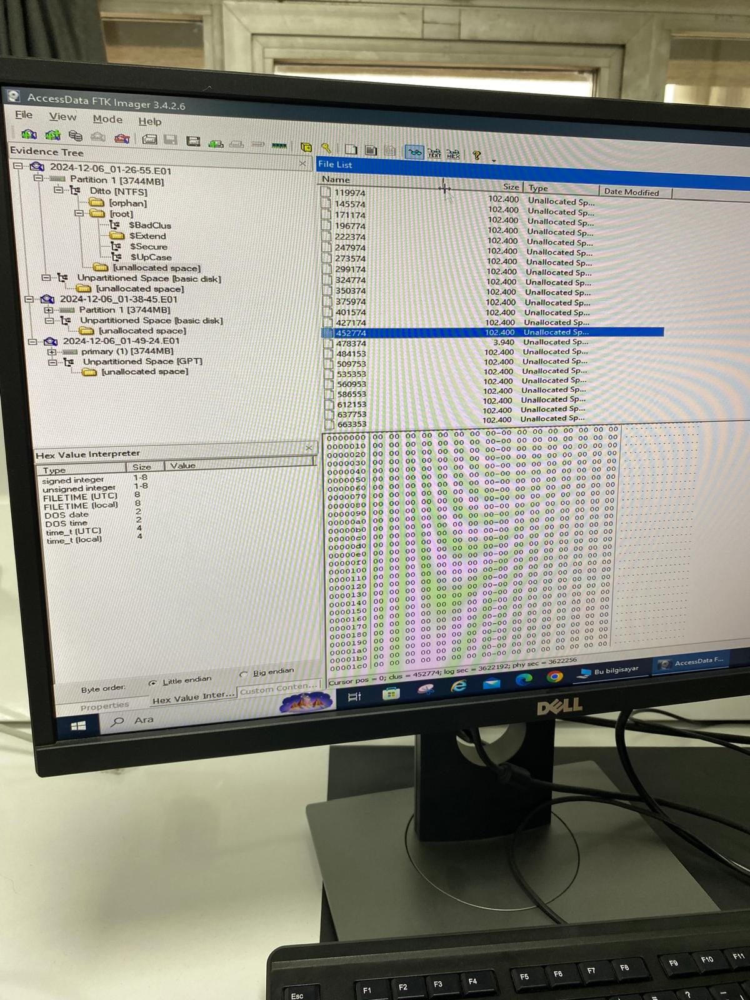 AccessData FTK Imager 3.4.2.6
File View Mode Help
Evidence Tree
2024-12-06_01-26-55.E01
Partition 1 [3744MB]
Ditto [NTFS]
[orphan]
[root]
$BadClus
$Extend
$Secure
$UpCase
[unallocated space]
Unpartitioned Space [basic disk]
[unallocated space]
2024-12-06_01-38-45.E01
Partition 1 [3744MB]
Unpartitioned Space [basic disk]
[unallocated space]
2024-12-06_01-49-24.E01
primary (1) [3744MB]
Unpartitioned Space [GPT]
[unallocated space]
TEXT HEX
File List
Name Size Type Date Modified
119974 102.400 Unallocated Sp...
145574 102.400 Unallocated Sp...
171174 102.400 Unallocated Sp...
196774 102.400 Unallocated Sp...
222374 102.400 Unallocated Sp...
247974 102.400 Unallocated Sp...
273574 102.400 Unallocated Sp...
299174 102.400 Unallocated Sp...
324774 102.400 Unallocated Sp...
350374 102.400 Unallocated Sp...
375974 102.400 Unallocated Sp...
401574 102.400 Unallocated Sp...
427174 102.400 Unallocated Sp...
452774 102.400 Unallocated Sp...
478374 3.940 Unallocated Sp...
484153 102.400 Unallocated Sp...
509753 102.400 Unallocated Sp...
535353 102.400 Unallocated Sp...
560953 102.400 Unallocated Sp...
586553 102.400 Unallocated Sp...
612153 102.400 Unallocated Sp...
637753 102.400 Unallocated Sp...
663353 102.400 Unallocated Sp...
Hex Value Interpreter
Type Size Value
signed integer 1-8
unsigned integer 1-8
FILETIME (UTC) 8
FILETIME (local) 8
DOS date 2
DOS time 2
time_t (UTC) 4
time_t (local) 4
Byte order: Little endian Big endian
Properties Hex Value Inter... Custom Conten...
0000000 00 00 00 00 00 00 00 00-00 00 00 00 00 00 00 00
0000010 00 00 00 00 00 00 00 00-00 00 00 00 00 00 00 00
0000020 00 00 00 00 00 00 00 00-00 00 00 00 00 00 00 00
0000030 00 00 00 00 00 00 00 00-00 00 00 00 00 00 00 00
0000040 00 00 00 00 00 00 00 00-00 00 00 00 00 00 00 00
0000050 00 00 00 00 00 00 00 00-00 00 00 00 00 00 00 00
0000060 00 00 00 00 00 00 00 00-00 00 00 00 00 00 00 00
0000070 00 00 00 00 00 00 00 00-00 00 00 00 00 00 00 00
0000080 00 00 00 00 00 00 00 00-00 00 00 00 00 00 00 00
0000090 00 00 00 00 00 00 00 00-00 00 00 00 00 00 00 00
00000a0 00 00 00 00 00 00 00 00-00 00 00 00 00 00 00 00
00000b0 00 00 00 00 00 00 00 00-00 00 00 00 00 00 00 00
00000c0 00 00 00 00 00 00 00 00-00 00 00 00 00 00 00 00
00000d0 00 00 00 00 00 00 00 00-00 00 00 00 00 00 00 00
00000e0 00 00 00 00 00 00 00 00-00 00 00 00 00 00 00 00
00000f0 00 00 00 00 00 00 00 00-00 00 00 00 00 00 00 00
0000100 00 00 00 00 00 00 00 00-00 00 00 00 00 00 00 00
0000110 00 00 00 00 00 00 00 00-00 00 00 00 00 00 00 00
0000120 00 00 00 00 00 00 00 00-00 00 00 00 00 00 00 00
0000130 00 00 00 00 00 00 00 00-00 00 00 00 00 00 00 00
0000140 00 00 00 00 00 00 00 00-00 00 00 00 00 00 00 00
0000150 00 00 00 00 00 00 00 00-00 00 00 00 00 00 00 00
0000160 00 00 00 00 00 00 00 00-00 00 00 00 00 00 00 00
0000170 00 00 00 00 00 00 00 00-00 00 00 00 00 00 00 00
0000180 00 00 00 00 00 00 00 00-00 00 00 00 00 00 00 00
0000190 00 00 00 00 00 00 00 00-00 00 00 00 00 00 00 00
00001a0 00 00 00 00 00 00 00 00-00 00 00 00 00 00 00 00
00001b0 00 00 00 00 00 00 00 00-00 00 00 00 00 00 00 00
00001c0 00 00 00 00 00 00 00 00-00 00 00 00 00 00 00 00
Cursor pos = 0; clus = 452774; log sec = 3622192; phy sec = 3622256
Ara
Bu bilgisayar
AccessData F...
DELL
Esc F1 F2 F3 F4 F5 F6 F7 F8 F9 F10 F11